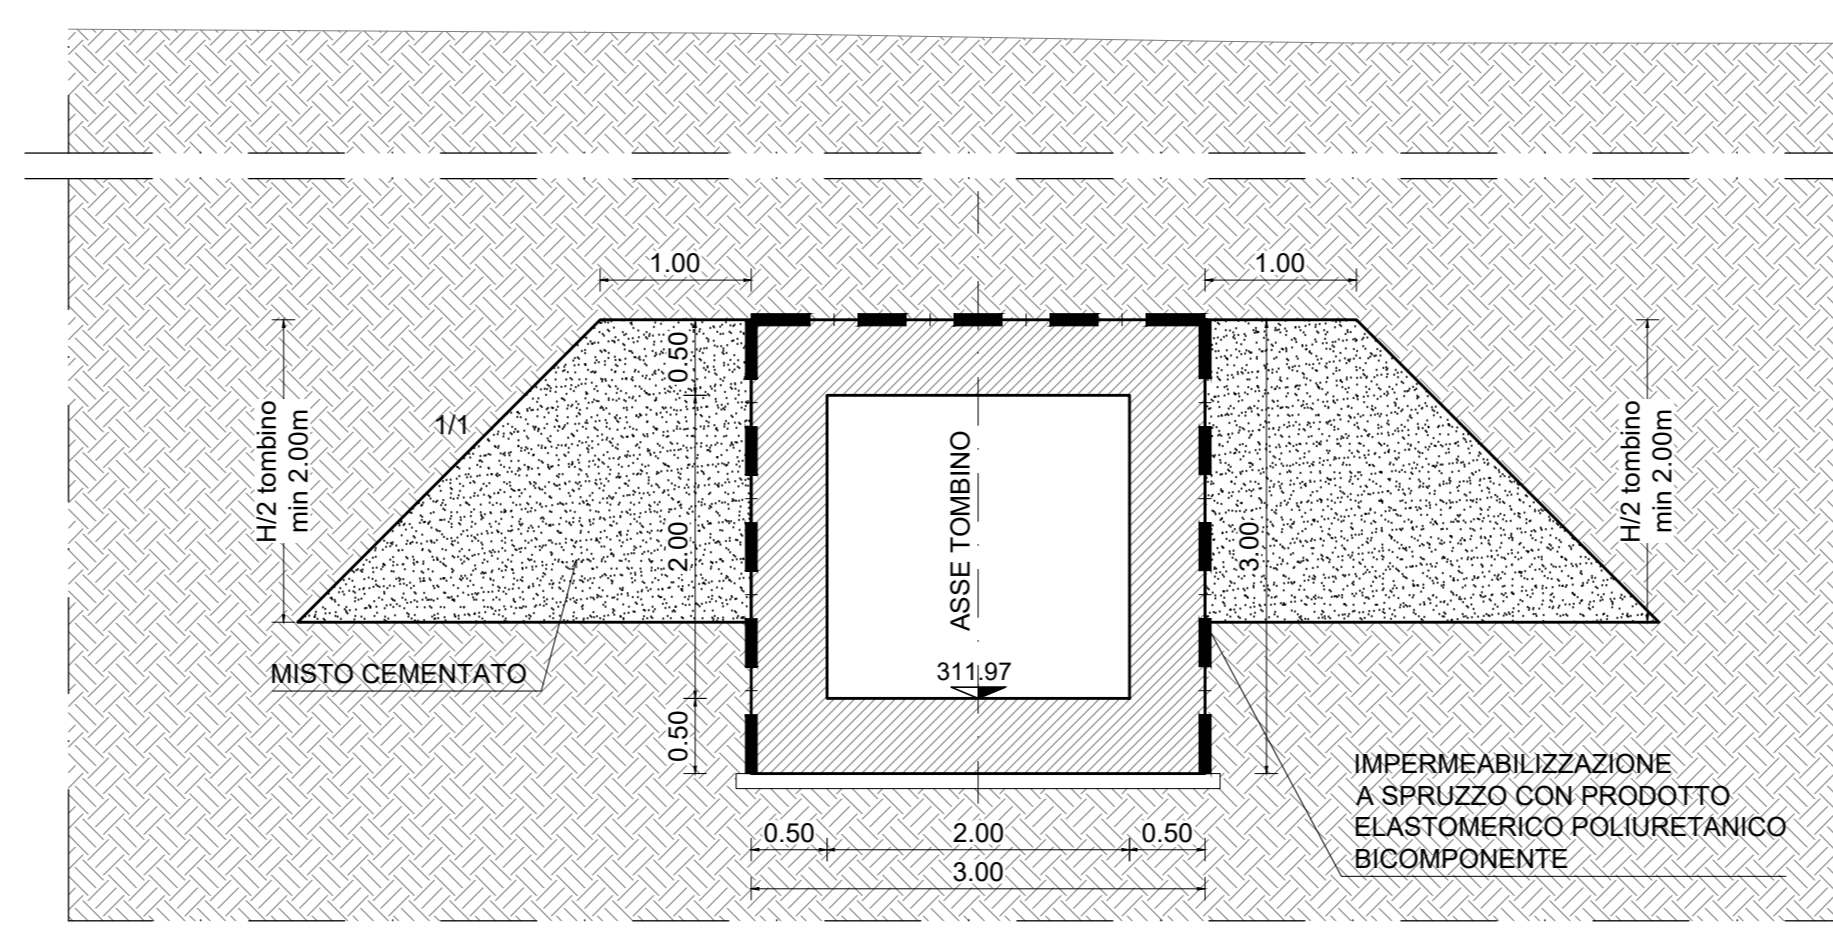 1.00
1.00
0.50
H/2 tombino
min 2.00m
1/1
2.00
ASSE TOMBINO
3.00
H/2 tombino
min 2.00m
311.97
MISTO CEMENTATO
0.50
IMPERMEABILIZZAZIONE
A SPRUZZO CON PRODOTTO
ELASTOMERICO POLIURETANICO
BICOMPONENTE
0.50
2.00
0.50
3.00